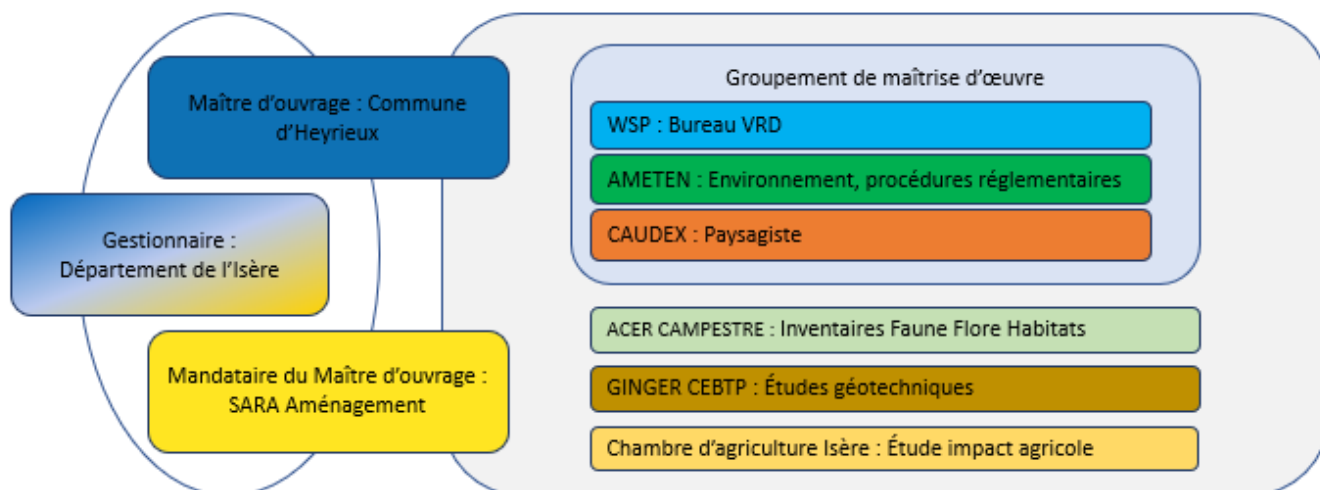 Maître d'ouvrage : Commune
d'Heyrieux
Gestionnaire :
Département de l'Isère
Mandataire du Maître d'ouvrage :
SARA Aménagement
Groupement de maîtrise d'œuvre
WSP : Bureau VRD
AMETEN : Environnement, procédures réglementaires
CAUDEX : Paysagiste
ACER CAMPESTRE : Inventaires Faune Flore Habitats
GINGER CEBTP : Études géotechniques
Chambre d'agriculture Isère : Étude impact agricole